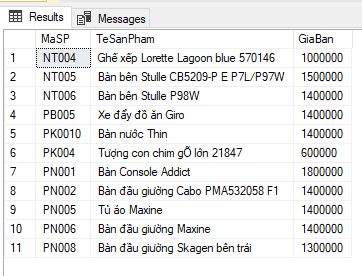 Results Messages
MaSP TeSanPham GiaBan
1 NT004 Ghế xếp Lorette Lagoon blue 570146 1000000
2 NT005 Bàn bên Stulle CB5209-P E P7L/P97W 1500000
3 NT006 Bàn bên Stulle P98W 1400000
4 PB005 Xe đẩy đồ ăn Giro 1400000
5 PK0010 Bàn nước Thin 1400000
6 PK004 Tượng con chim gỖ lớn 21847 600000
7 PN001 Bàn Console Addict 1800000
8 PN002 Bàn đầu giường Cabo PMA532058 F1 1400000
9 PN005 Tủ áo Maxine 1400000
10 PN006 Bàn đầu giường Maxine 1400000
11 PN008 Bàn đầu giường Skagen bên trái 1300000